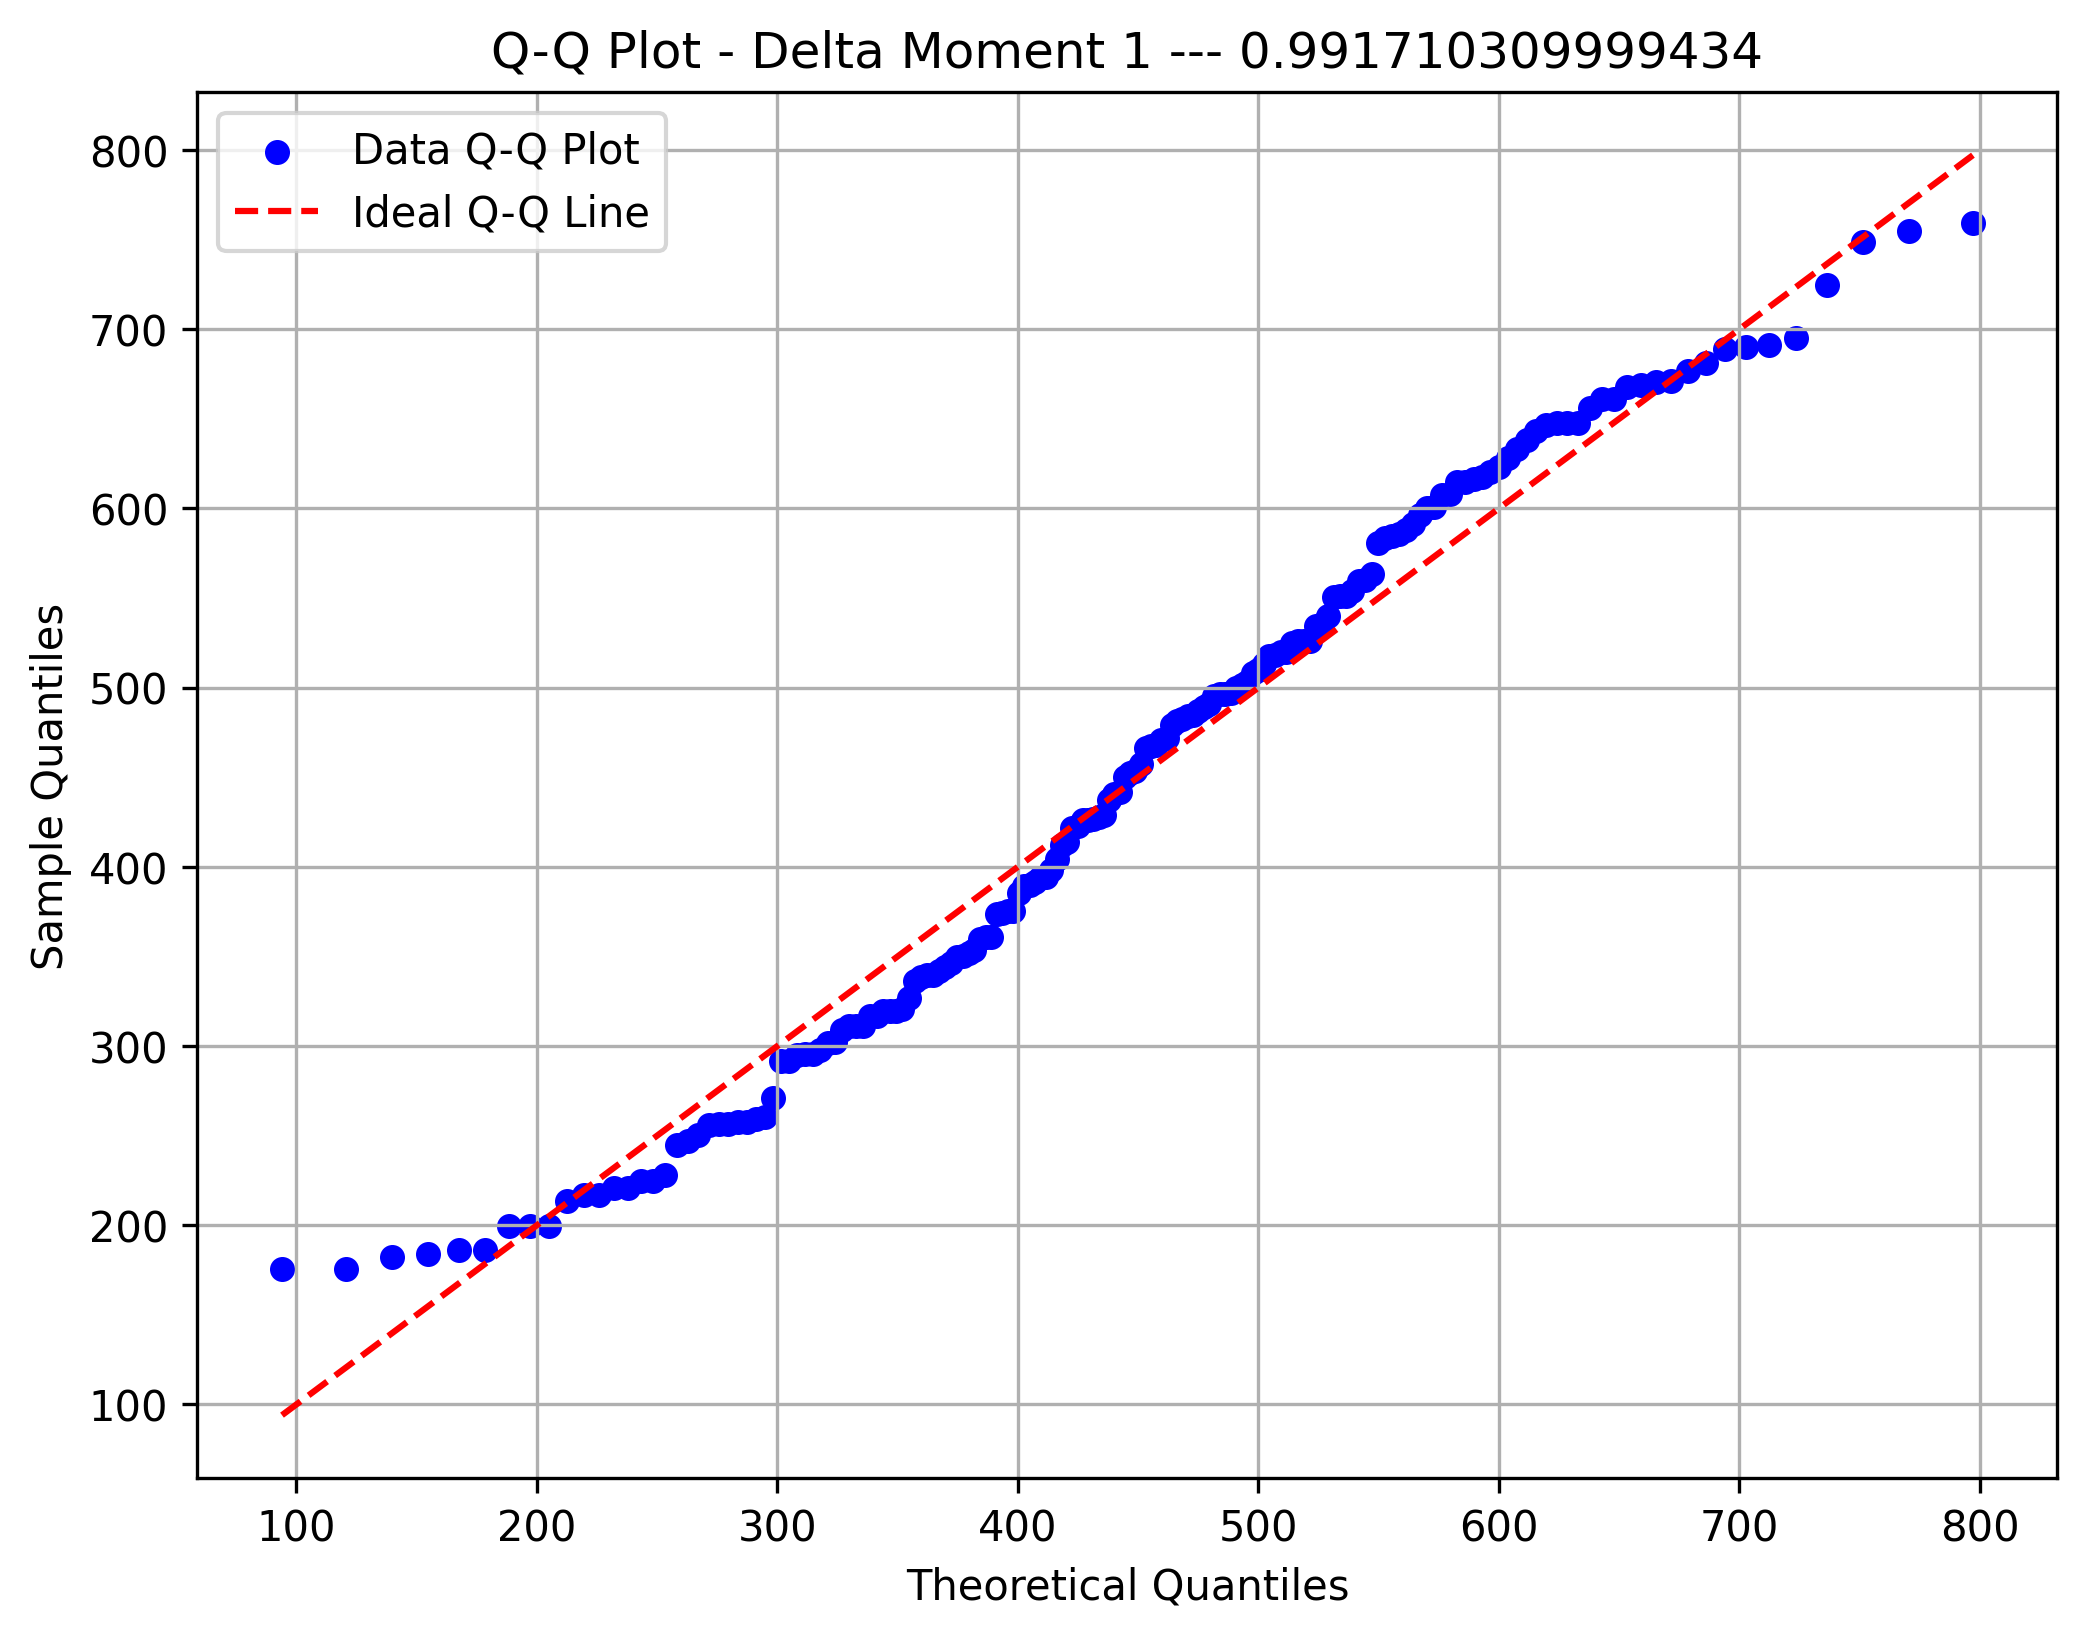 Q-Q Plot - Delta Moment 1 --- 0.9917103099999434
Data Q-Q Plot
Ideal Q-Q Line
800
700
600
500
400
300
200
100
Sample Quantiles
100 200 300 400 500 600 700 800
Theoretical Quantiles